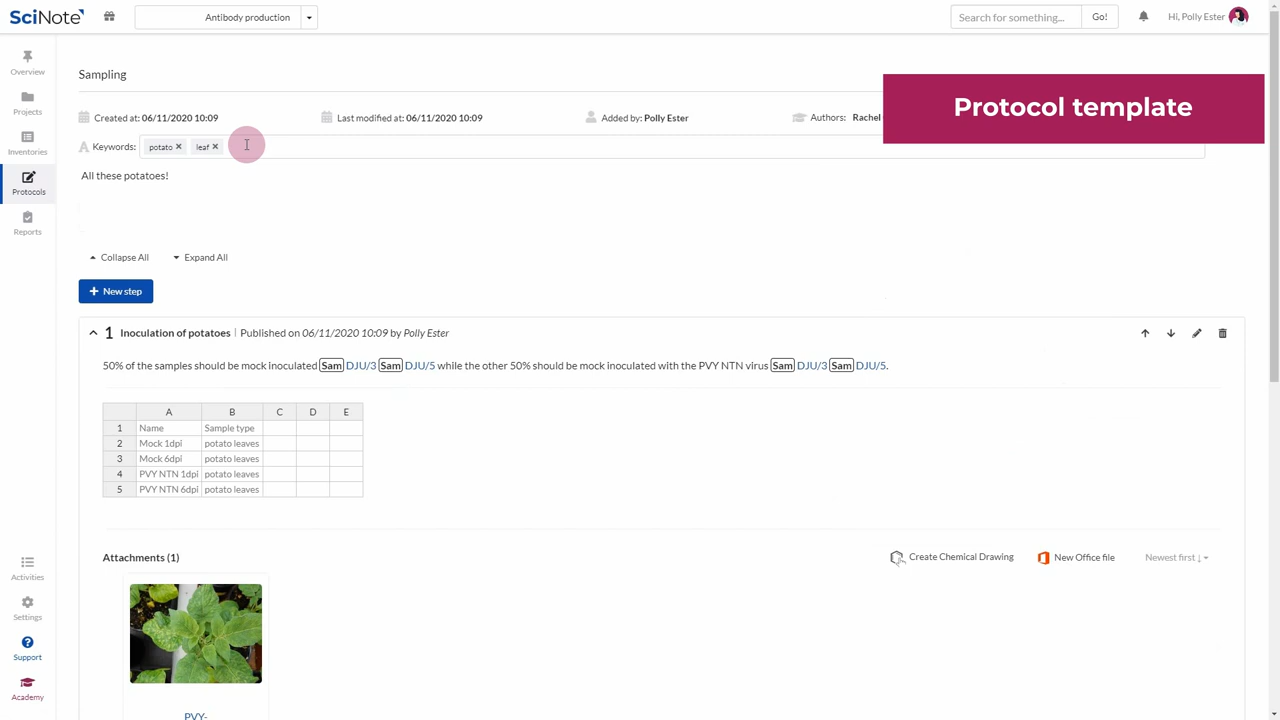 SciNote
Antibody production
Search for something...
Go!
Hi, Polly Ester
Overview
Projects
Inventories
Protocols
Reports
Activities
Settings
Support
Academy
Sampling
Protocol template
Created at: 06/11/2020 10:09
Last modified at: 06/11/2020 10:09
Added by: Polly Ester
Authors: Rachel
Keywords: potato × leaf ×
All these potatoes!
Collapse All
Expand All
+ New step
1 Inoculation of potatoes | Published on 06/11/2020 10:09 by Polly Ester
50% of the samples should be mock inoculated Sam DJU/3 Sam DJU/5 while the other 50% should be mock inoculated with the PVY NTN virus Sam DJU/3 Sam DJU/5.
A B C D E
1 Name Sample type
2 Mock 1dpi potato leaves
3 Mock 6dpi potato leaves
4 PVY NTN 1dpi potato leaves
5 PVY NTN 6dpi potato leaves
Attachments (1)
Create Chemical Drawing
New Office file
Newest first ↓
PVY-